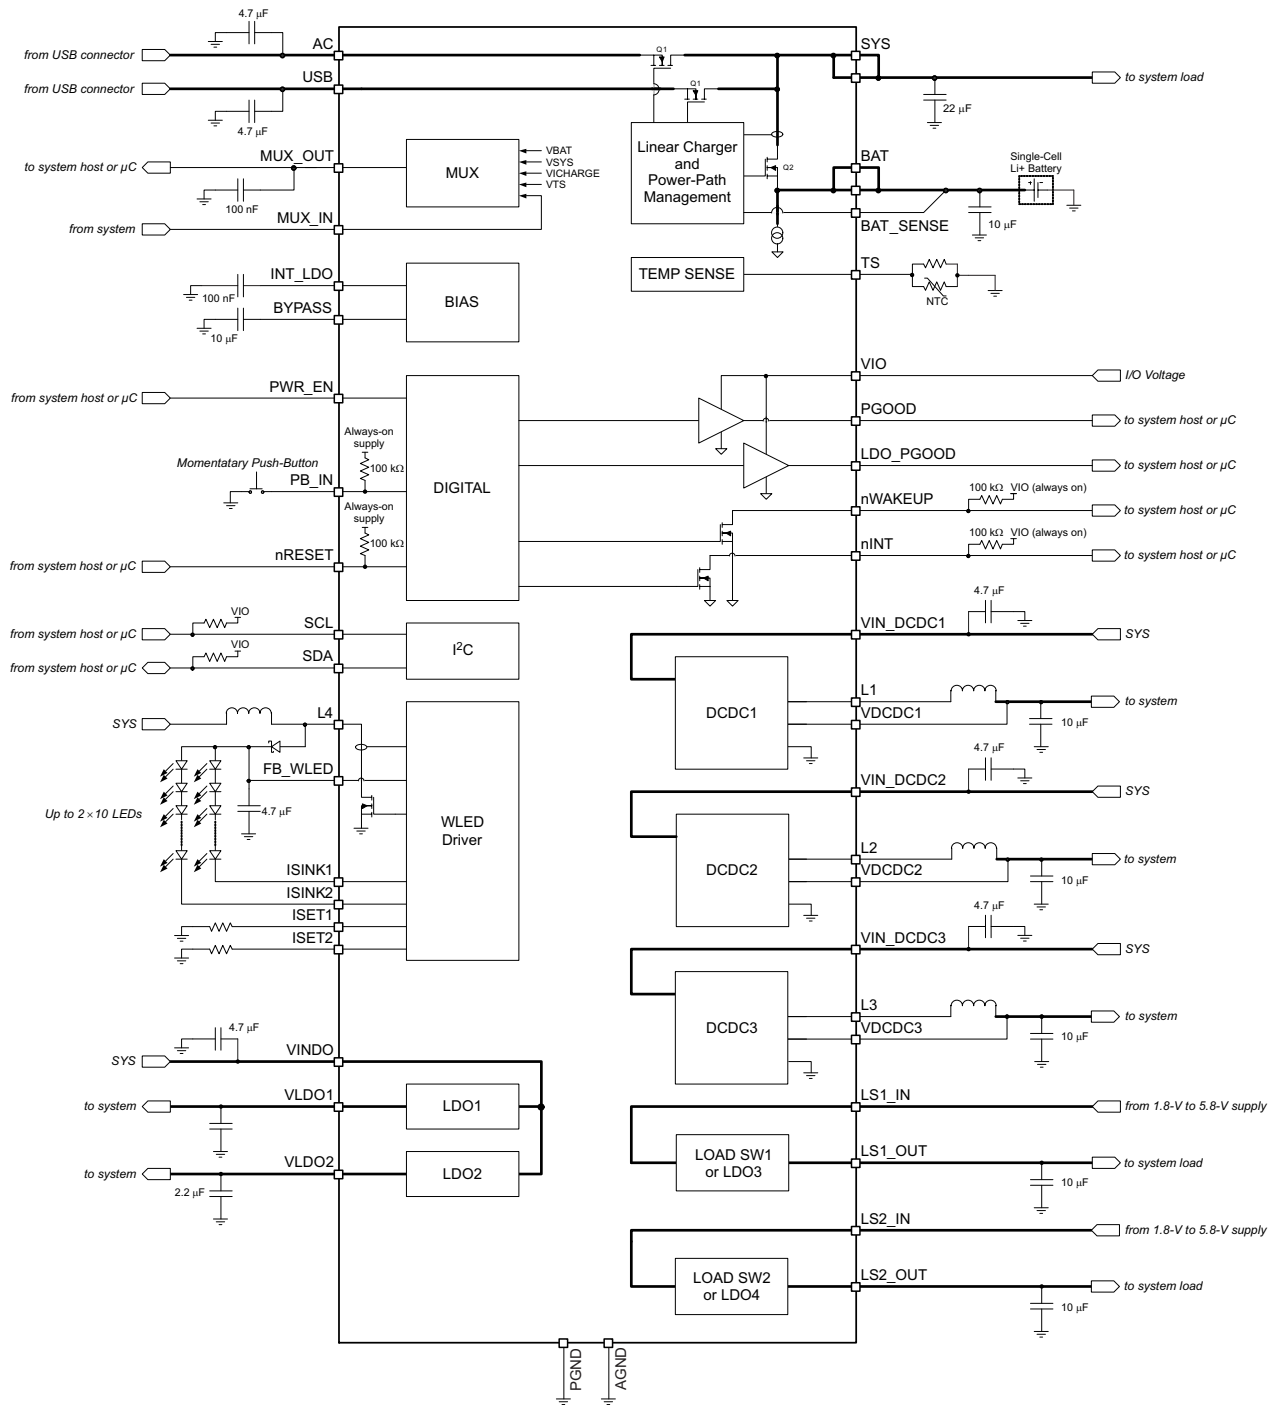 4.7 µF
from USB connector
AC
Q1
SYS
to system load
22 µF
from USB connector
USB
Q1
4.7 µF
to system host or µC
MUX_OUT
100 nF
MUX
VBAT
VSYS
VICHARGE
VTS
from system
MUX_IN
Linear Charger
and
Power-Path
Management
Q2
BAT
Single-Cell
Li+ Battery
+ -
10 µF
BAT_SENSE
INT_LDO
100 nF
BYPASS
10 µF
BIAS
TEMP SENSE
TS
NTC
VIO
I/O Voltage
from system host or µC
PWR_EN
PGOOD
to system host or µC
Always-on
supply
100 kΩ
LDO_PGOOD
to system host or µC
Momentatary Push-Button
PB_IN
DIGITAL
nWAKEUP
100 kΩ
VIO (always on)
to system host or µC
Always-on
supply
100 kΩ
nINT
100 kΩ
VIO (always on)
to system host or µC
from system host or µC
nRESET
VIO
from system host or µC
SCL
VIO
from system host or µC
SDA
I²C
4.7 µF
VIN_DCDC1
SYS
DCDC1
L1
to system
VDCDC1
10 µF
SYS
L4
FB_WLED
4.7 µF
Up to 2 × 10 LEDs
WLED
Driver
ISINK1
ISINK2
ISET1
ISET2
4.7 µF
VIN_DCDC2
SYS
DCDC2
L2
to system
VDCDC2
10 µF
4.7 µF
VIN_DCDC3
SYS
DCDC3
L3
to system
VDCDC3
10 µF
4.7 µF
SYS
VINDO
to system
VLDO1
LDO1
to system
VLDO2
2.2 µF
LDO2
LS1_IN
from 1.8-V to 5.8-V supply
LOAD SW1
or LDO3
LS1_OUT
to system load
10 µF
LS2_IN
from 1.8-V to 5.8-V supply
LOAD SW2
or LDO4
LS2_OUT
to system load
10 µF
PGND
AGND